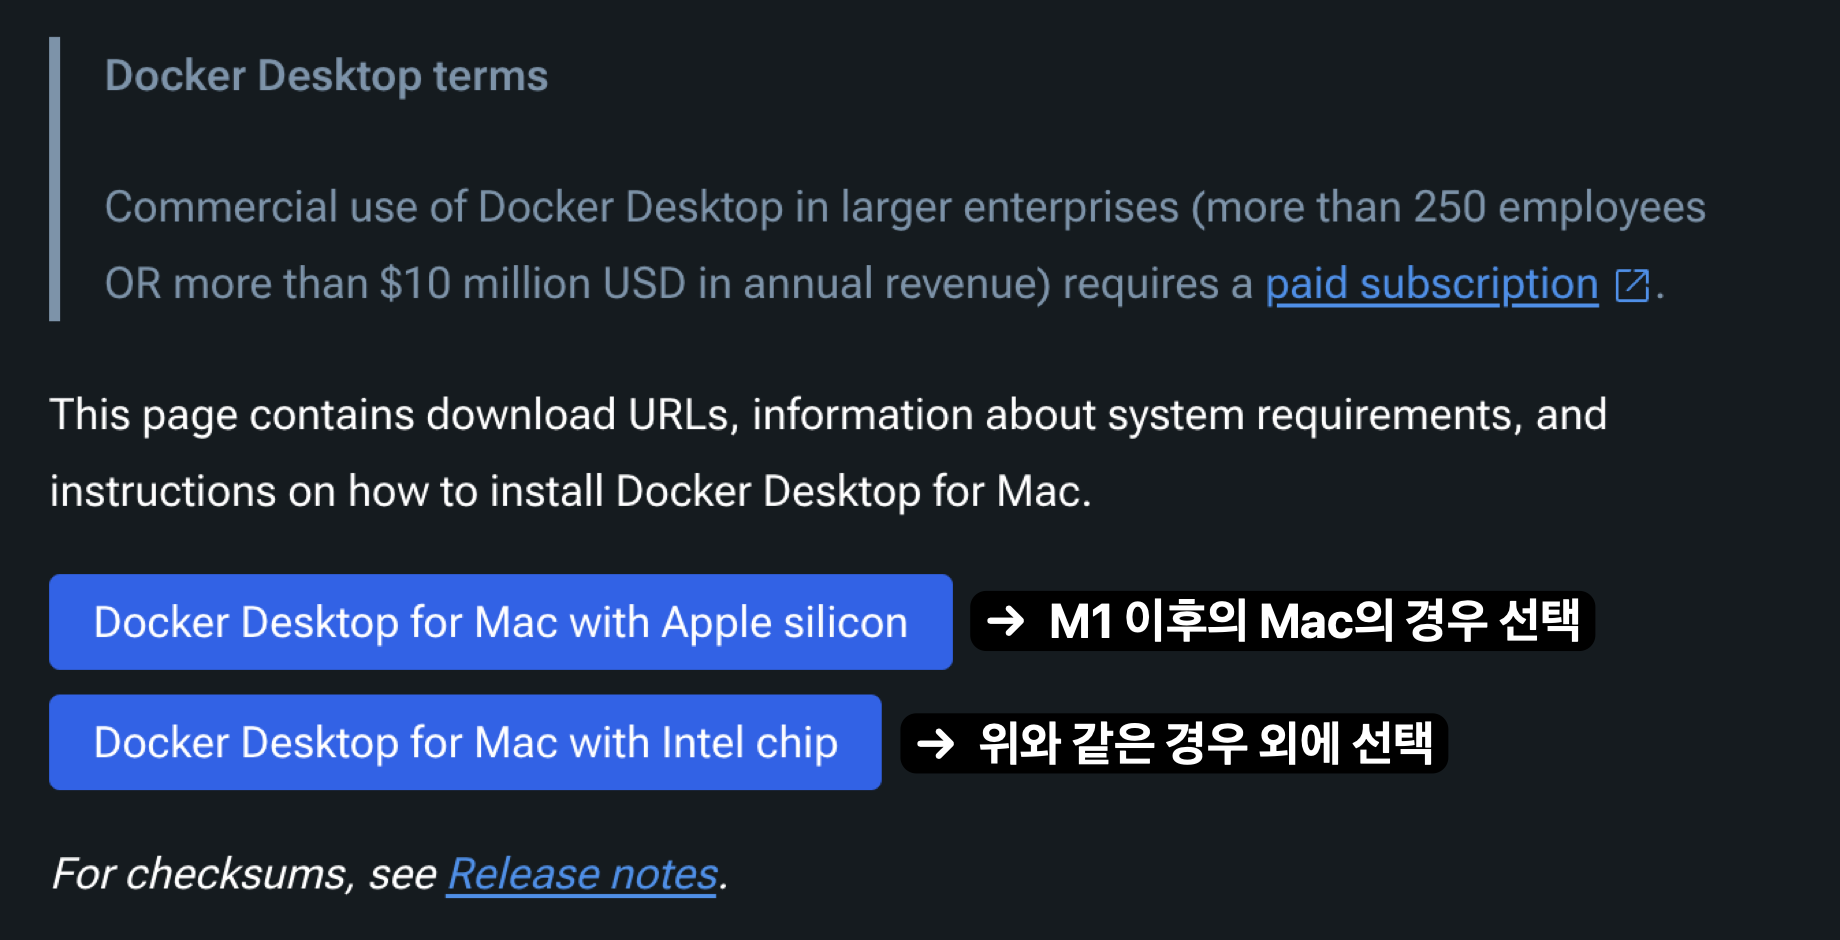 Docker Desktop terms
Commercial use of Docker Desktop in larger enterprises (more than 250 employees
OR more than $10 million USD in annual revenue) requires a paid subscription.
This page contains download URLs, information about system requirements, and
instructions on how to install Docker Desktop for Mac.
Docker Desktop for Mac with Apple silicon → M1 이후의 Mac의 경우 선택
Docker Desktop for Mac with Intel chip → 위와 같은 경우 외에 선택
For checksums, see Release notes.